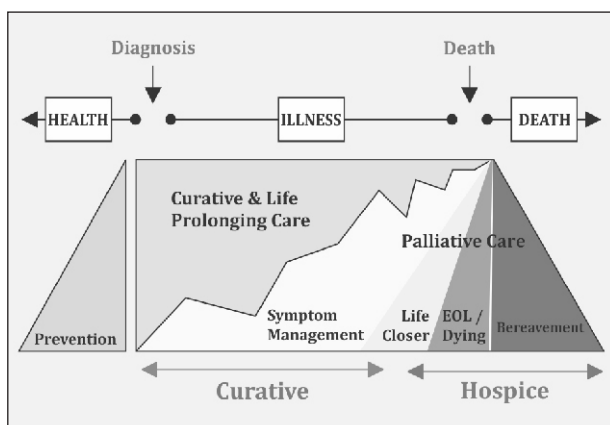 Diagnosis
Death
HEALTH
ILLNESS
DEATH
Curative & Life
Prolonging Care
Palliative Care
Symptom
Management
Life
Closer
EOL /
Dying
Prevention
Bereavement
Curative
Hospice